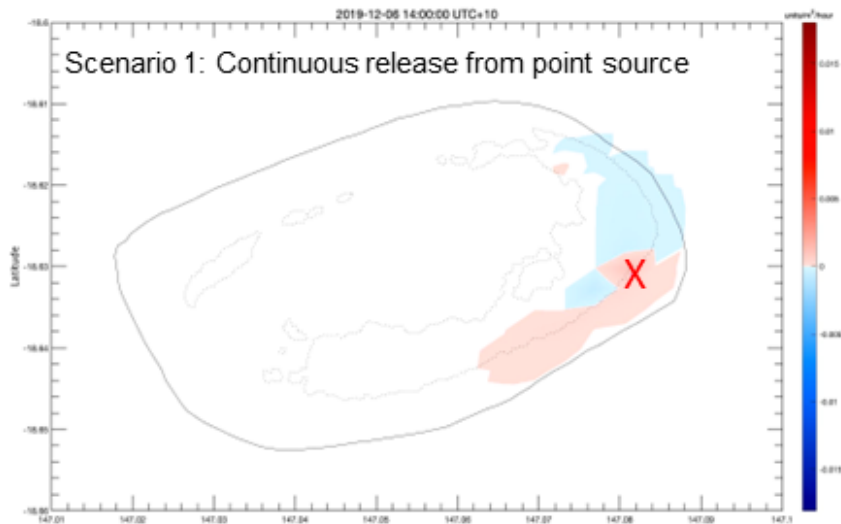 2019-12-06 14:00:00 UTC+10
units/m²/hour
Scenario 1: Continuous release from point source
X
Latitude
-18.6
-18.61
-18.62
-18.63
-18.64
-18.65
-18.66
147.01 147.02 147.03 147.04 147.05 147.06 147.07 147.08 147.09 147.1
0.015
0.01
0.005
0
-0.005
-0.01
-0.015